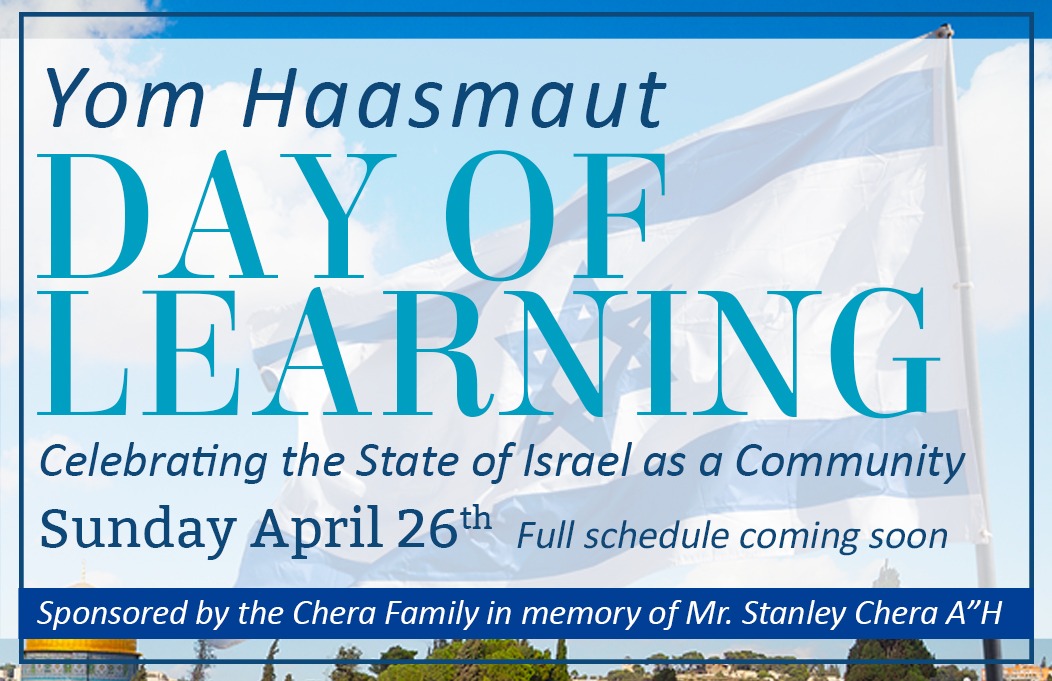 Yom Haasmaut
DAY OF
LEARNING
Celebrating the State of Israel as a Community
Sunday April 26th Full schedule coming soon
Sponsored by the Chera Family in memory of Mr. Stanley Chera A”H